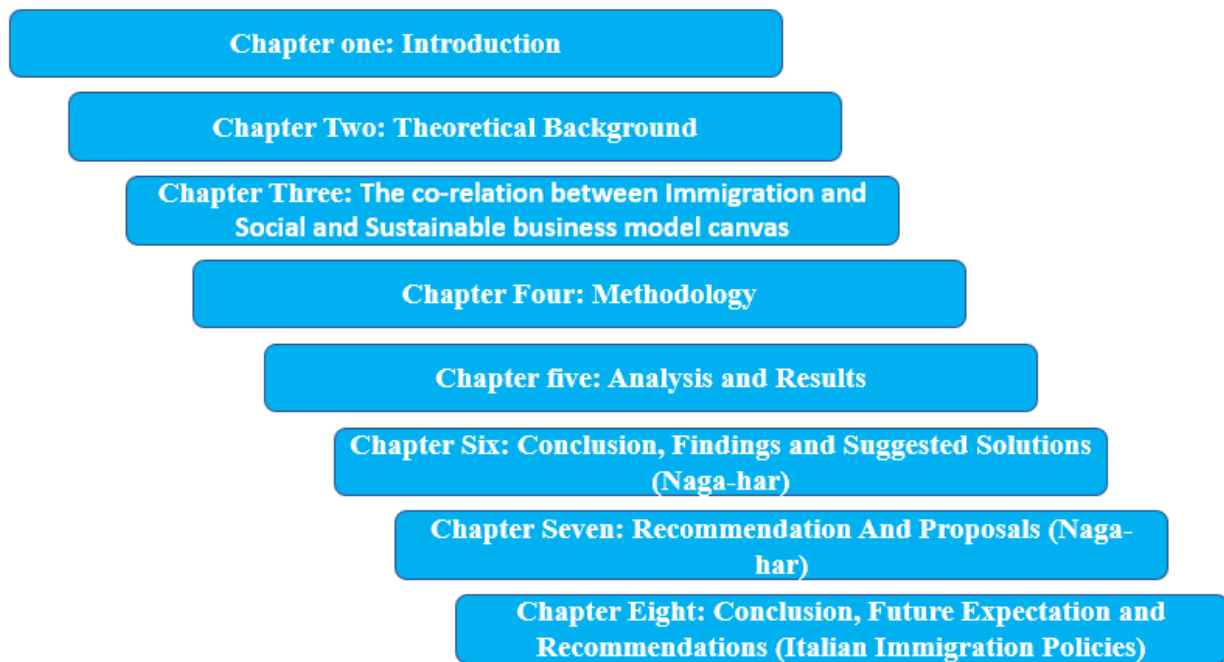 Chapter one: Introduction
Chapter Two: Theoretical Background
Chapter Three: The co-relation between Immigration and
Social and Sustainable business model canvas
Chapter Four: Methodology
Chapter five: Analysis and Results
Chapter Six: Conclusion, Findings and Suggested Solutions
(Naga-har)
Chapter Seven: Recommendation And Proposals (Naga-
har)
Chapter Eight: Conclusion, Future Expectation and
Recommendations (Italian Immigration Policies)